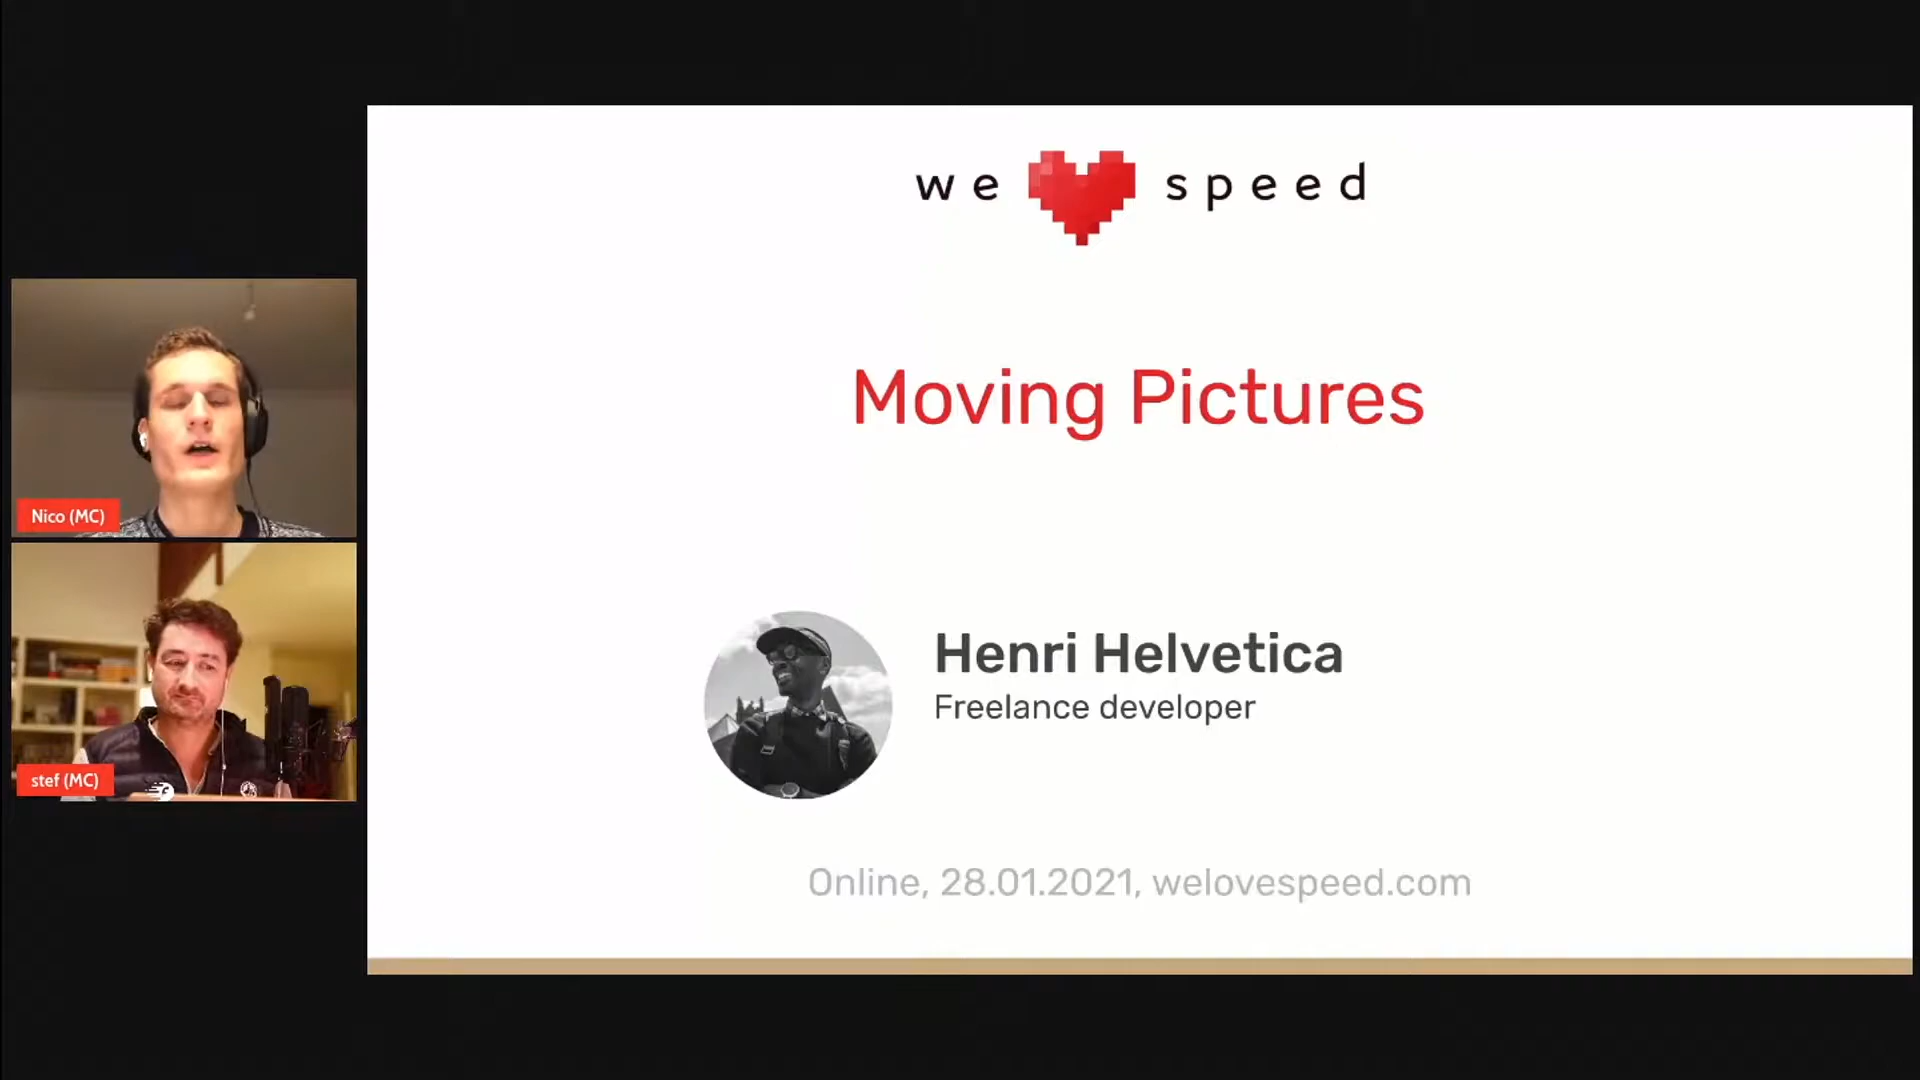 we speed
Moving Pictures
Nico (MC)
Henri Helvetica
Freelance developer
stef (MC)
Online, 28.01.2021, welovespeed.com